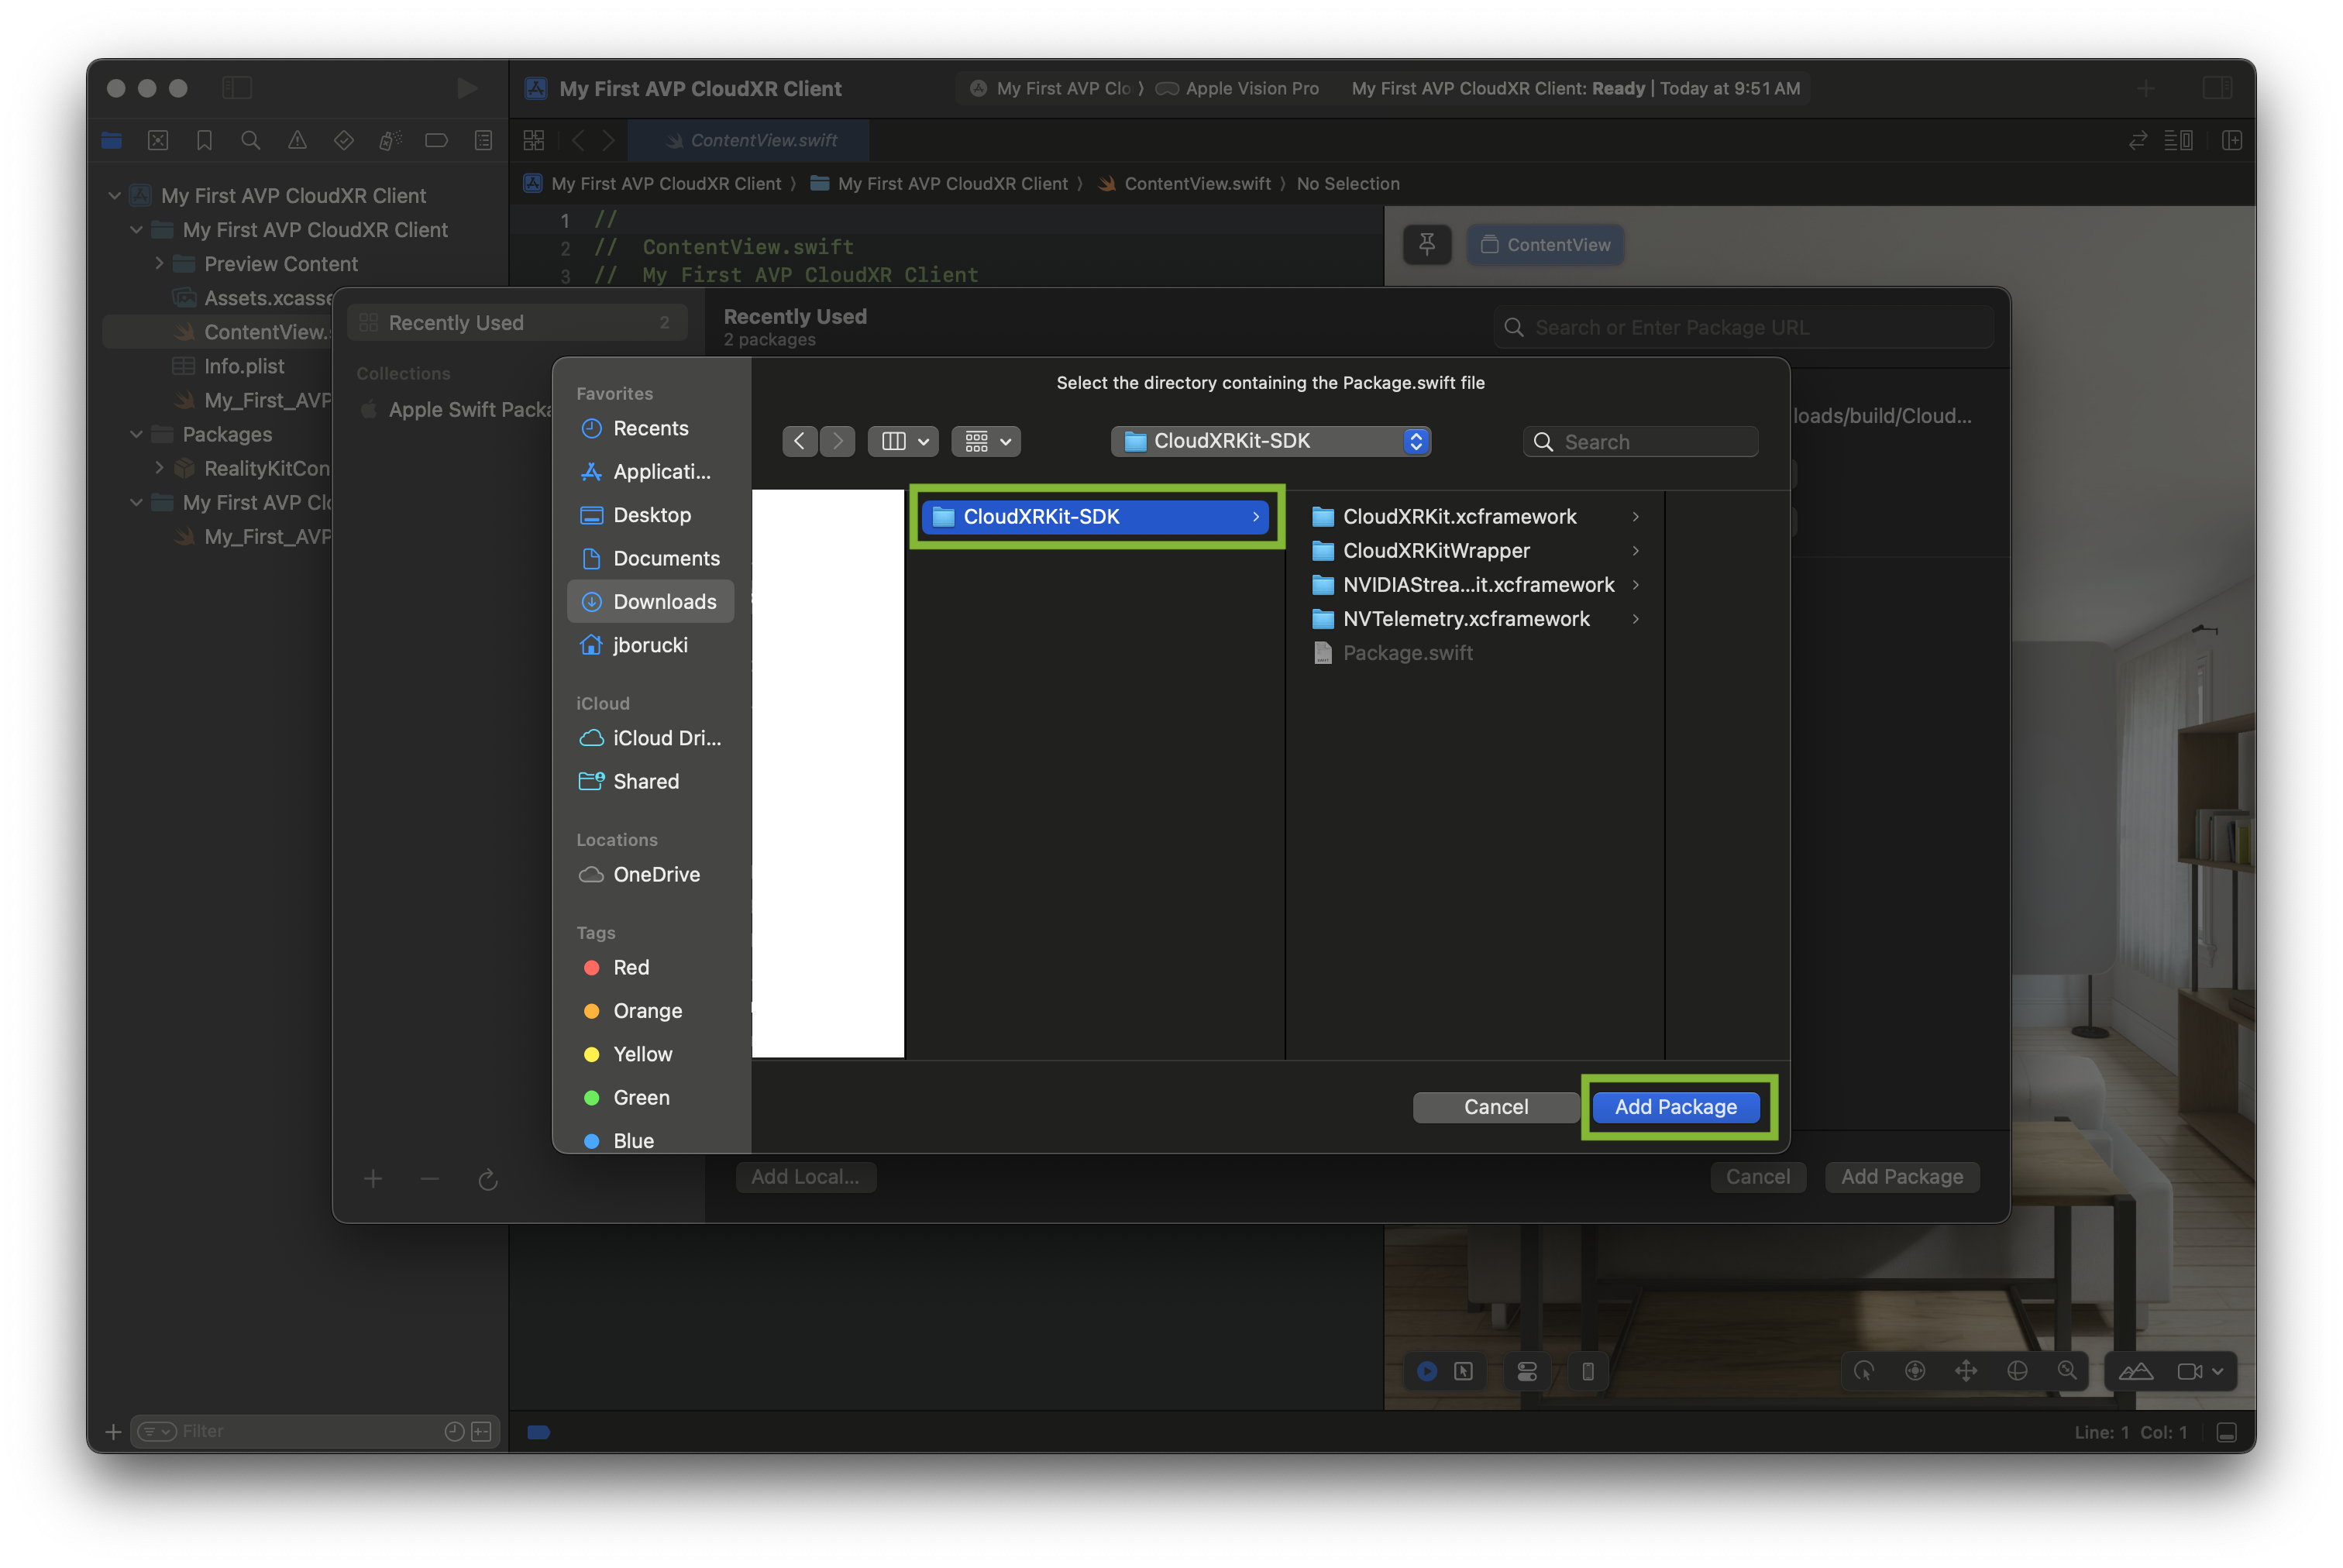 My First AVP CloudXR Client
My First AVP Clo
Apple Vision Pro
My First AVP CloudXR Client: Ready | Today at 9:51 AM
ContentView.swift
My First AVP CloudXR Client
My First AVP CloudXR Client
ContentView.swift
No Selection
My First AVP CloudXR Client
My First AVP CloudXR Client
Preview Content
Assets.xcasse
ContentView.s
Info.plist
My_First_AVP
Packages
RealityKitCon
My First AVP Clo
My_First_AVP
1 //
2 // ContentView.swift
3 // My First AVP CloudXR Client
ContentView
Recently Used 2
Collections
Apple Swift Packa
Recently Used
2 packages
Search or Enter Package URL
loads/build/Cloud...
Favorites
Recents
Applicati...
Desktop
Documents
Downloads
jborucki
iCloud
iCloud Dri...
Shared
Locations
OneDrive
Tags
Red
Orange
Yellow
Green
Blue
Select the directory containing the Package.swift file
CloudXRKit-SDK
Search
CloudXRKit-SDK
CloudXRKit.xcframework
CloudXRKitWrapper
NVIDIAStrea...it.xcframework
NVTelemetry.xcframework
Package.swift
Cancel
Add Package
Add Local...
Cancel
Add Package
Filter
Line: 1 Col: 1